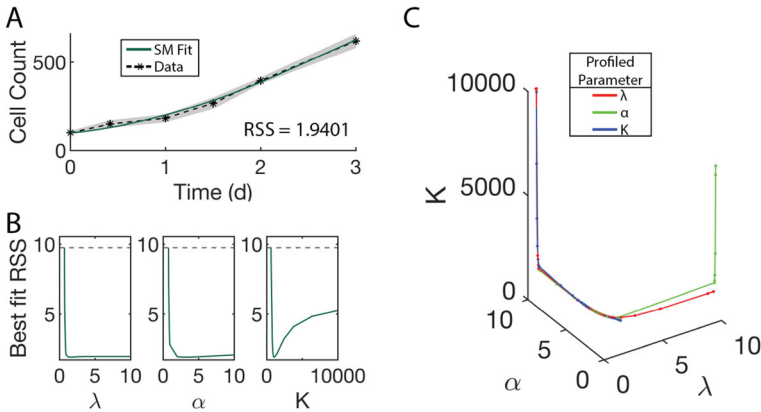 A
Cell Count
500
0
SM Fit
Data
RSS = 1.9401
0
1
2
3
Time (d)
B
Best fit RSS
10
5
0
5
10
λ
10
5
0
5
10
α
10
5
0
10000
K
C
Profiled
Parameter
λ
α
K
K
10000
5000
0
10
5
0
α
0
5
10
λ